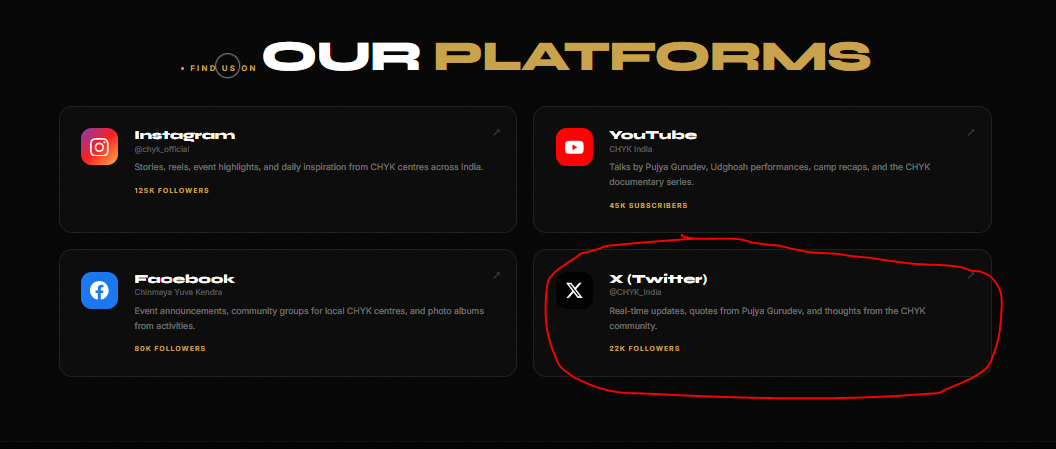 • FIND US ON OUR PLATFORMS
Instagram
@chyk_official
Stories, reels, event highlights, and daily inspiration from CHYK centres across India.
125K FOLLOWERS
YouTube
CHYK India
Talks by Pujya Gurudev, Udghosh performances, camp recaps, and the CHYK
documentary series.
45K SUBSCRIBERS
Facebook
Chinmaya Yuva Kendra
Event announcements, community groups for local CHYK centres, and photo albums
from activities.
80K FOLLOWERS
X (Twitter)
@CHYK_India
Real-time updates, quotes from Pujya Gurudev, and thoughts from the CHYK
community.
22K FOLLOWERS